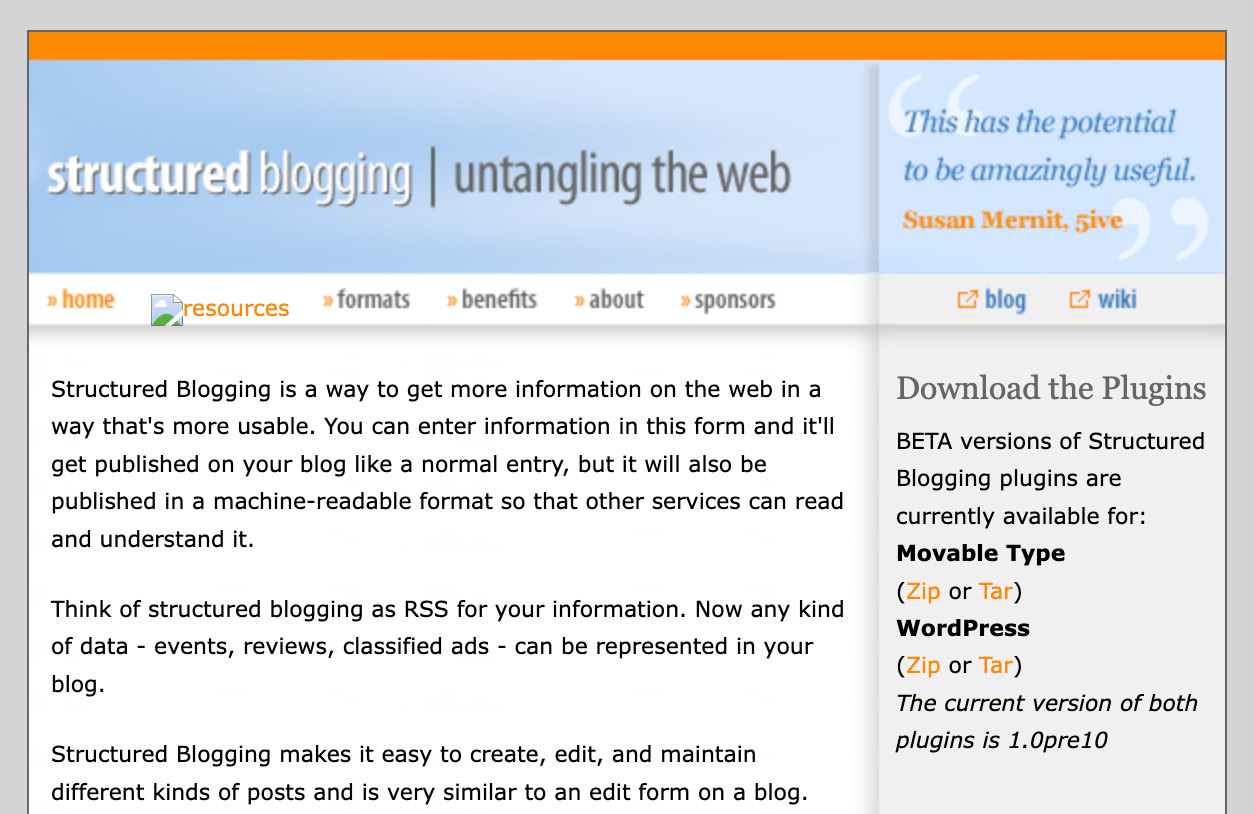 structured blogging | untangling the web
This has the potential
to be amazingly useful.
Susan Mernit, 5ive
» home resources » formats » benefits » about » sponsors blog wiki
Structured Blogging is a way to get more information on the web in a
way that's more usable. You can enter information in this form and it'll
get published on your blog like a normal entry, but it will also be
published in a machine-readable format so that other services can read
and understand it.
Think of structured blogging as RSS for your information. Now any kind
of data - events, reviews, classified ads - can be represented in your
blog.
Structured Blogging makes it easy to create, edit, and maintain
different kinds of posts and is very similar to an edit form on a blog.
Download the Plugins
BETA versions of Structured
Blogging plugins are
currently available for:
Movable Type
(Zip or Tar)
WordPress
(Zip or Tar)
The current version of both
plugins is 1.0pre10